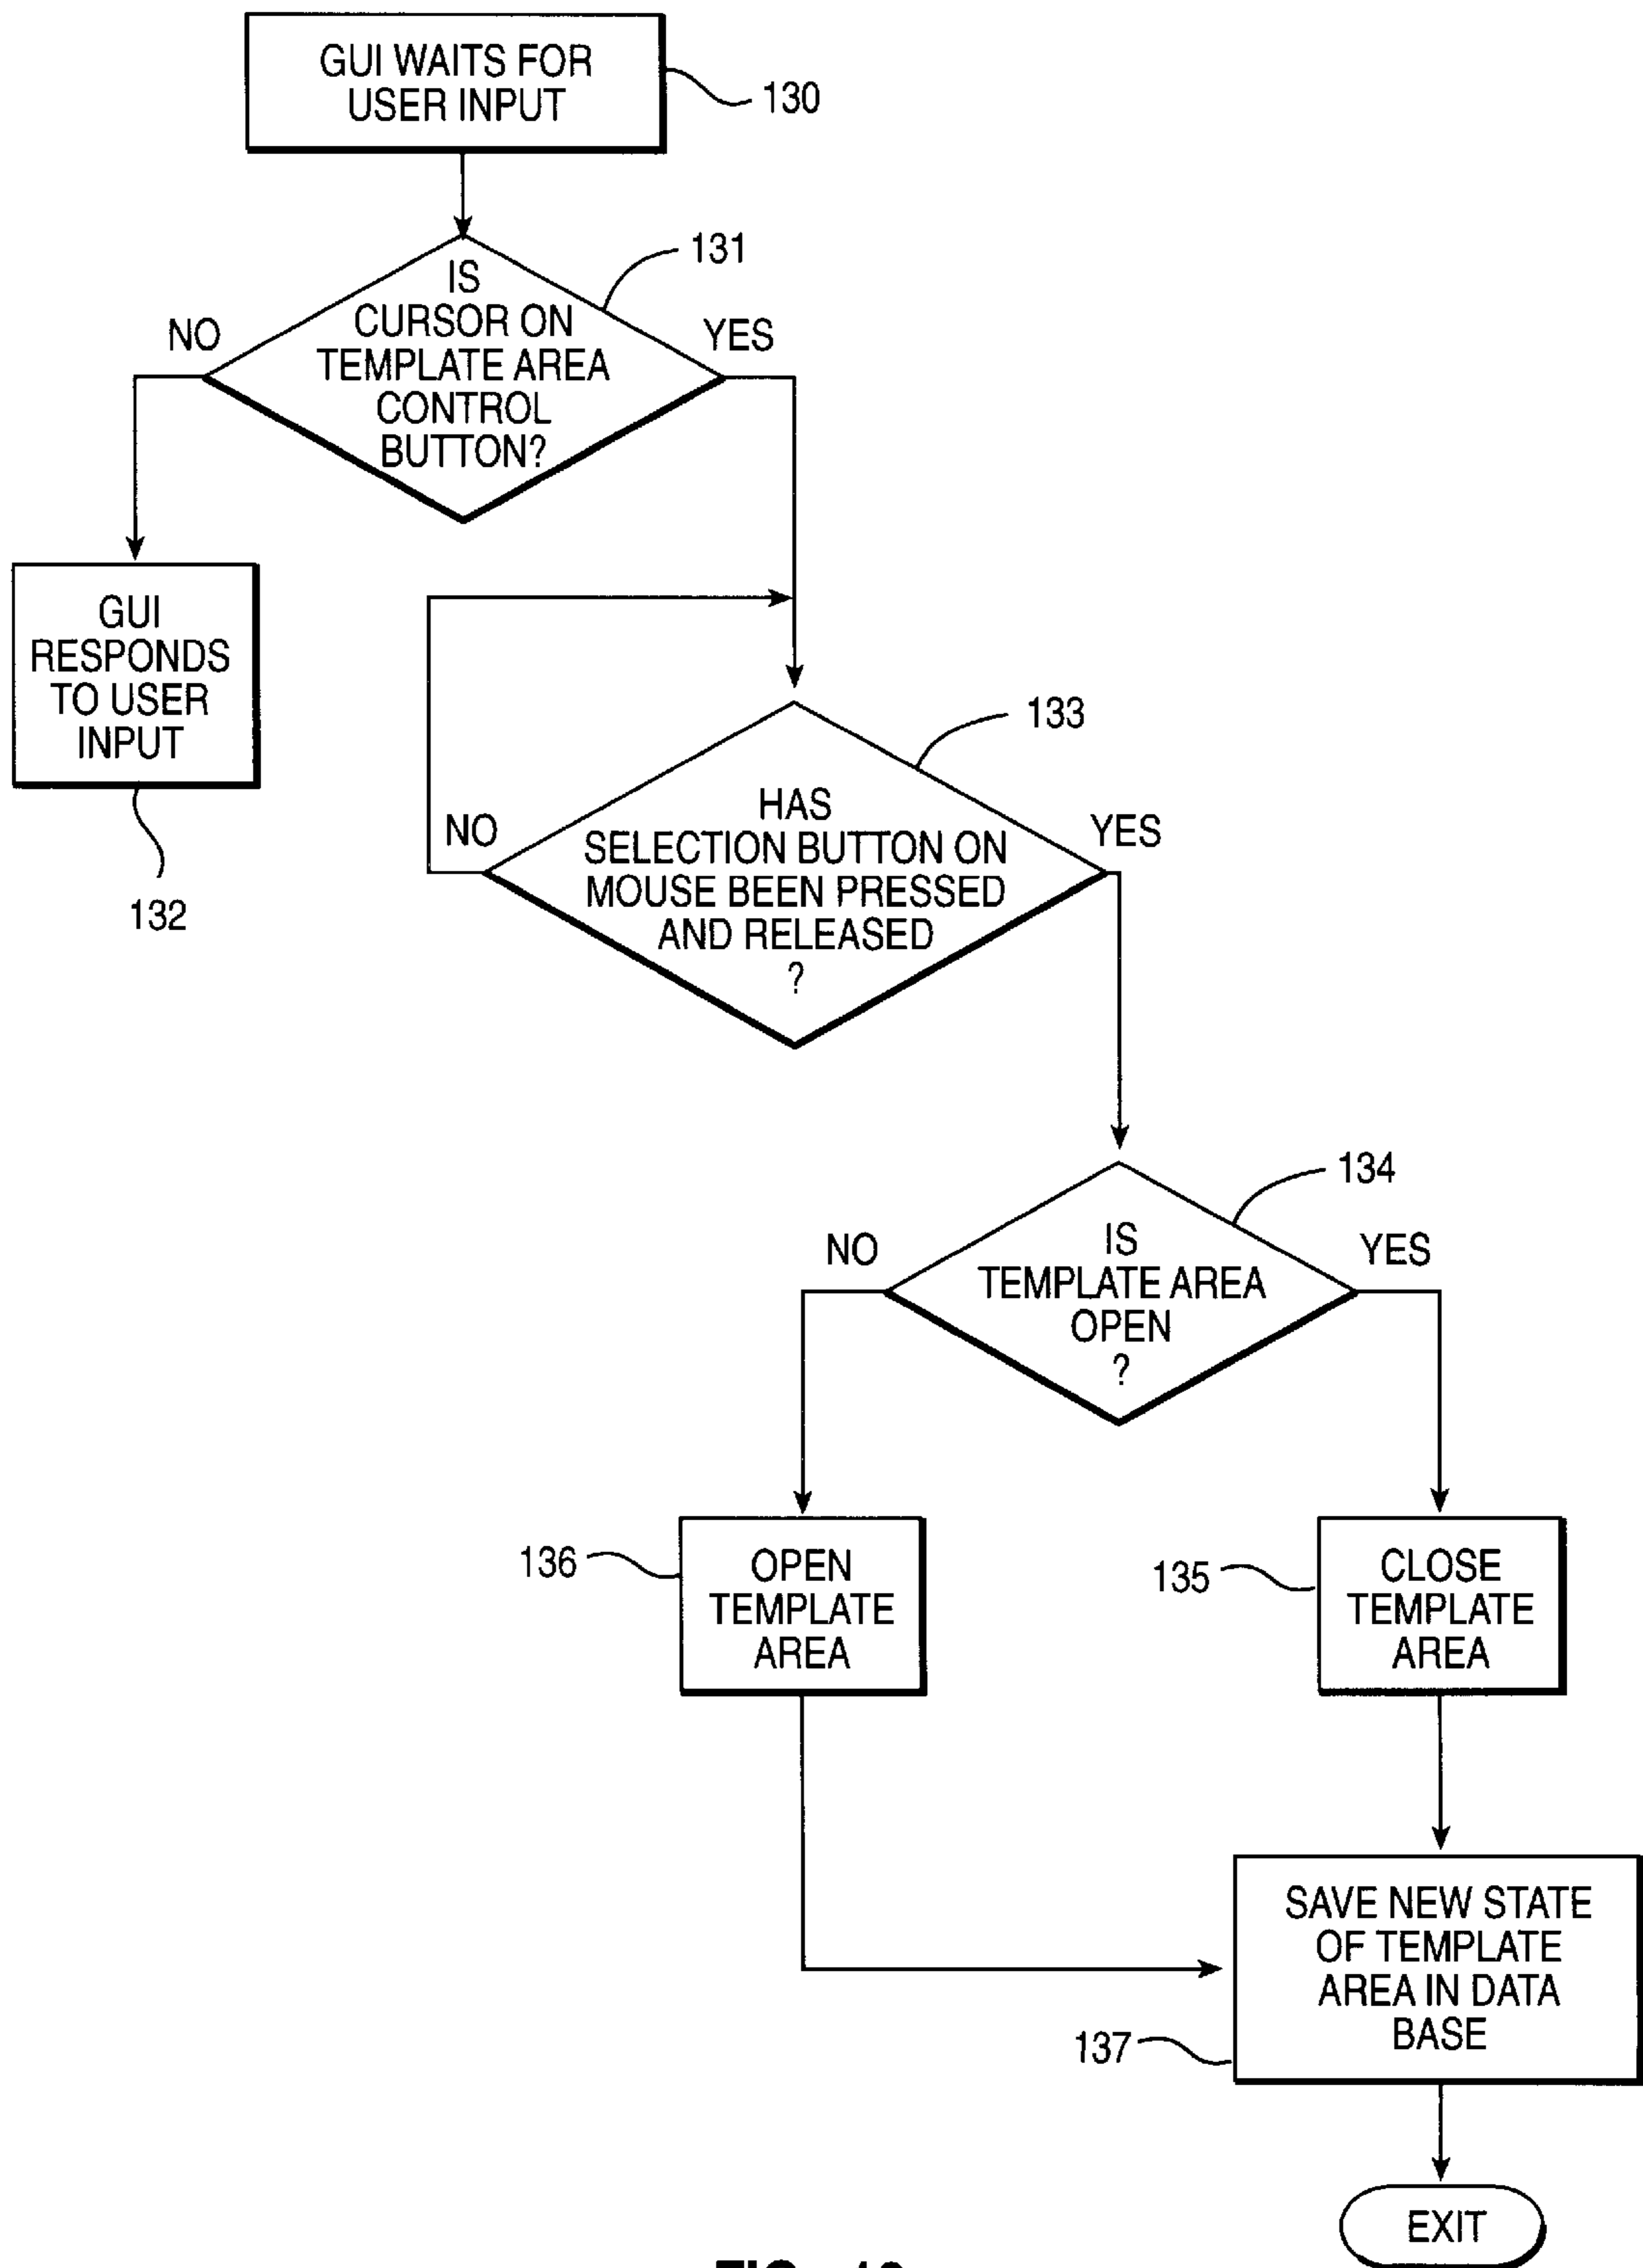 GUI WAITS FOR
USER INPUT
130
131
IS
CURSOR ON
TEMPLATE AREA
CONTROL
BUTTON?
NO
YES
GUI
RESPONDS
TO USER
INPUT
132
133
HAS
SELECTION BUTTON ON
MOUSE BEEN PRESSED
AND RELEASED
?
NO
YES
134
IS
TEMPLATE AREA
OPEN
?
NO
YES
136
OPEN
TEMPLATE
AREA
135
CLOSE
TEMPLATE
AREA
SAVE NEW STATE
OF TEMPLATE
AREA IN DATA
BASE
137
EXIT